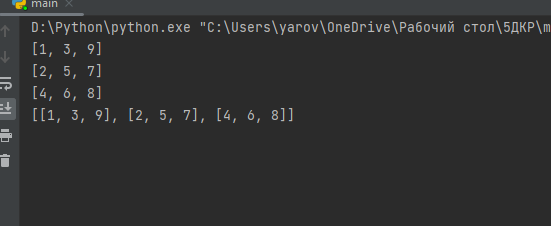 main
D:\Python\python.exe "C:\Users\yarov\OneDrive\Рабочий стол\5ДКР\m
[1, 3, 9]
[2, 5, 7]
[4, 6, 8]
[[1, 3, 9], [2, 5, 7], [4, 6, 8]]